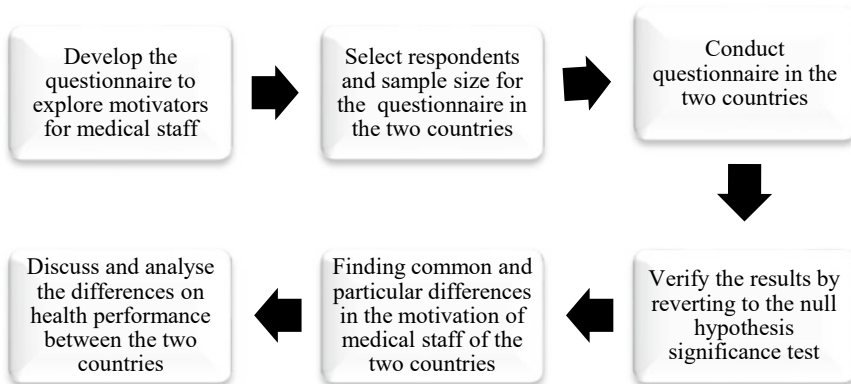 Develop the
questionnaire to
explore motivators
for medical staff
Select respondents
and sample size for
the questionnaire in
the two countries
Conduct
questionnaire in the
two countries
Verify the results by
reverting to the null
hypothesis
significance test
Finding common and
particular differences
in the motivation of
medical staff of the
two countries
Discuss and analyse
the differences on
health performance
between the two
countries